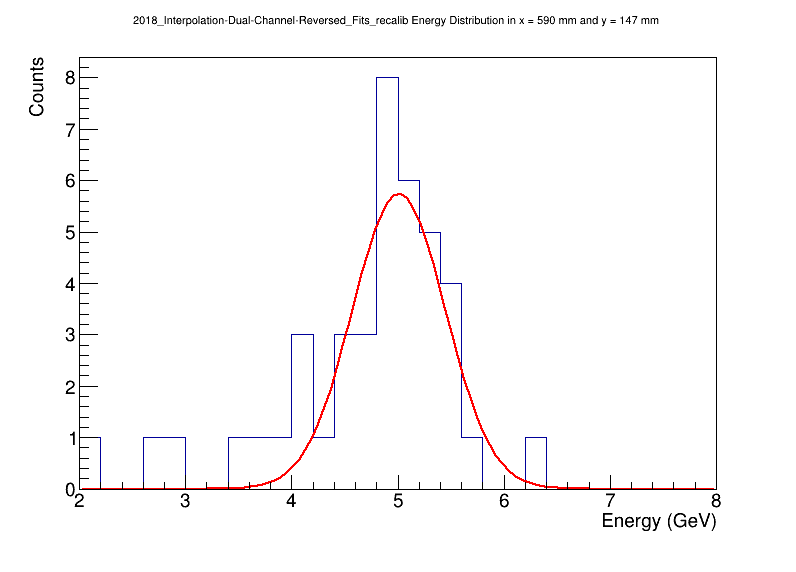 2018_Interpolation-Dual-Channel-Reversed_Fits_recalib Energy Distribution in x = 590 mm and y = 147 mm
Counts
8
7
6
5
4
3
2
1
0
2 3 4 5 6 7 8
Energy (GeV)